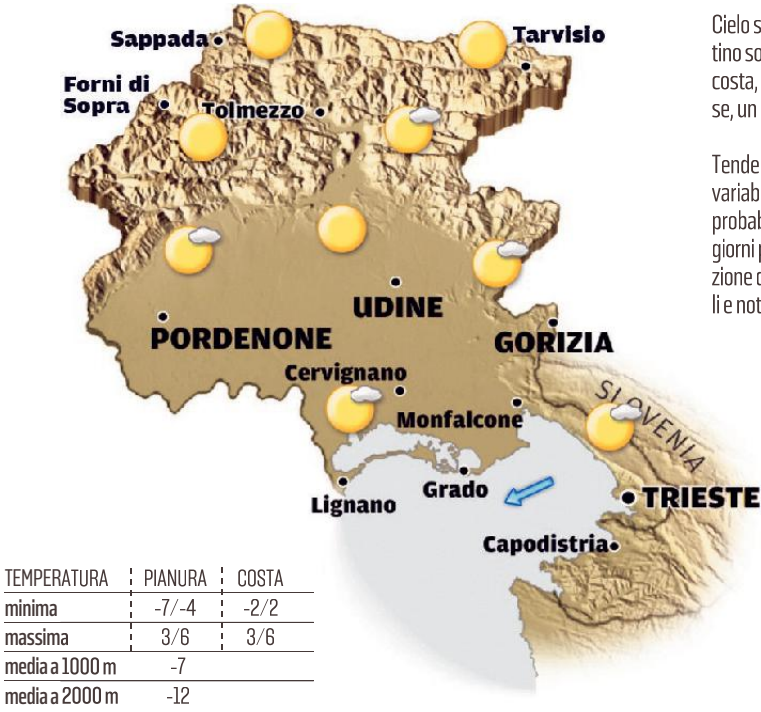 Sappada
Tarvisio
Forni di
Sopra
Tolmezzo
UDINE
PORDENONE
GORIZIA
Cervignano
Monfalcone
SLOVENIA
Lignano
Grado
TRIESTE
Capodistria
TEMPERATURA PIANURA COSTA
minima -7/-4 -2/2
massima 3/6 3/6
media a 1000 m -7
media a 2000 m -12
Cielo s
tino so
costa,
se, un
Tende
variab
probab
giorni p
zione
li e not